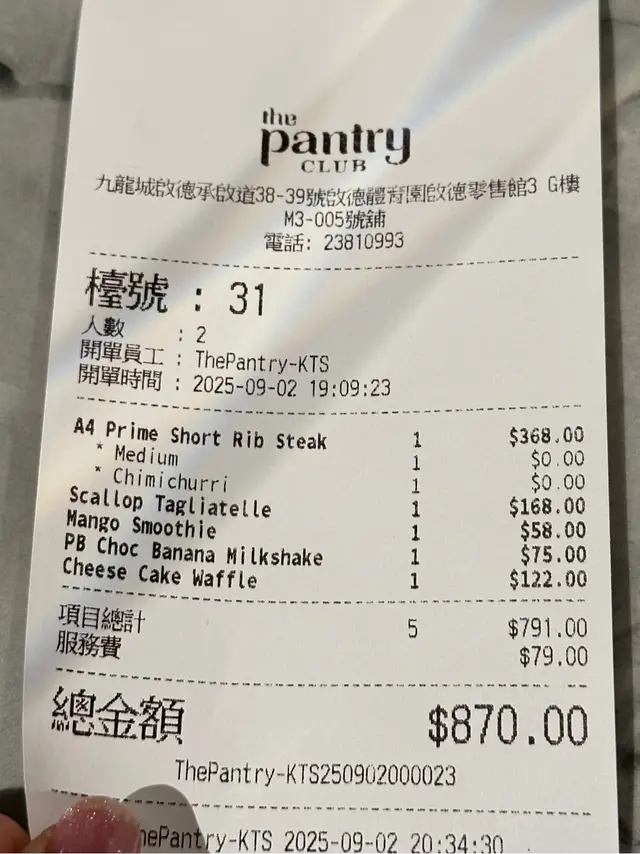 the
pantry
CLUB
九龍城啟德承啟道38-39號啟德體育園啟德零售館3 G樓
M3-005號舖
電話: 23810993
檯號 : 31
人數 : 2
開單員工 : ThePantry-KTS
開單時間 : 2025-09-02 19:09:23
A4 Prime Short Rib Steak 1 $368.00
* Medium 1 $0.00
* Chimichurri 1 $0.00
Scallop Tagliatelle 1 $168.00
Mango Smoothie 1 $58.00
PB Choc Banana Milkshake 1 $75.00
Cheese Cake Waffle 1 $122.00
項目總計 5 $791.00
服務費 $79.00
總金額 $870.00
ThePantry-KTS250902000023
ePantry-KTS 2025-09-02 20:34:30